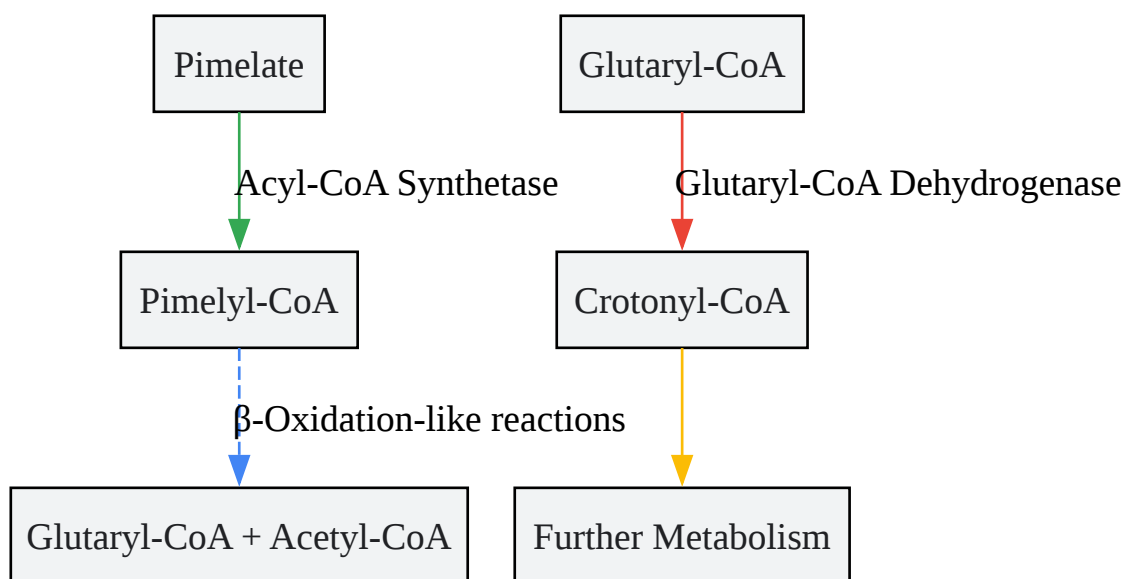 Pimelate
Glutaryl-CoA
Acyl-CoA Synthetase
Glutaryl-CoA Dehydrogenase
Pimelyl-CoA
Crotonyl-CoA
β-Oxidation-like reactions
Glutaryl-CoA + Acetyl-CoA
Further Metabolism